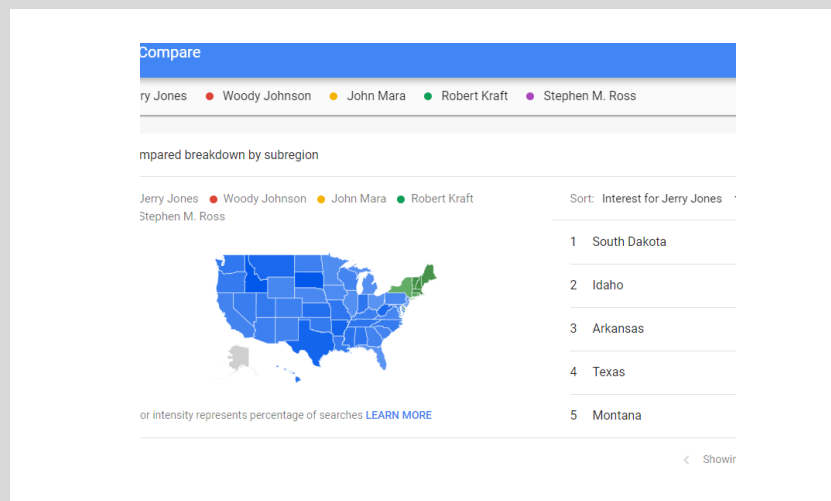 Compare
ry Jones Woody Johnson John Mara Robert Kraft Stephen M. Ross
mpared breakdown by subregion
Jerry Jones Woody Johnson John Mara Robert Kraft
Stephen M. Ross
Sort: Interest for Jerry Jones
1 South Dakota
2 Idaho
3 Arkansas
4 Texas
5 Montana
or intensity represents percentage of searches LEARN MORE
Showin